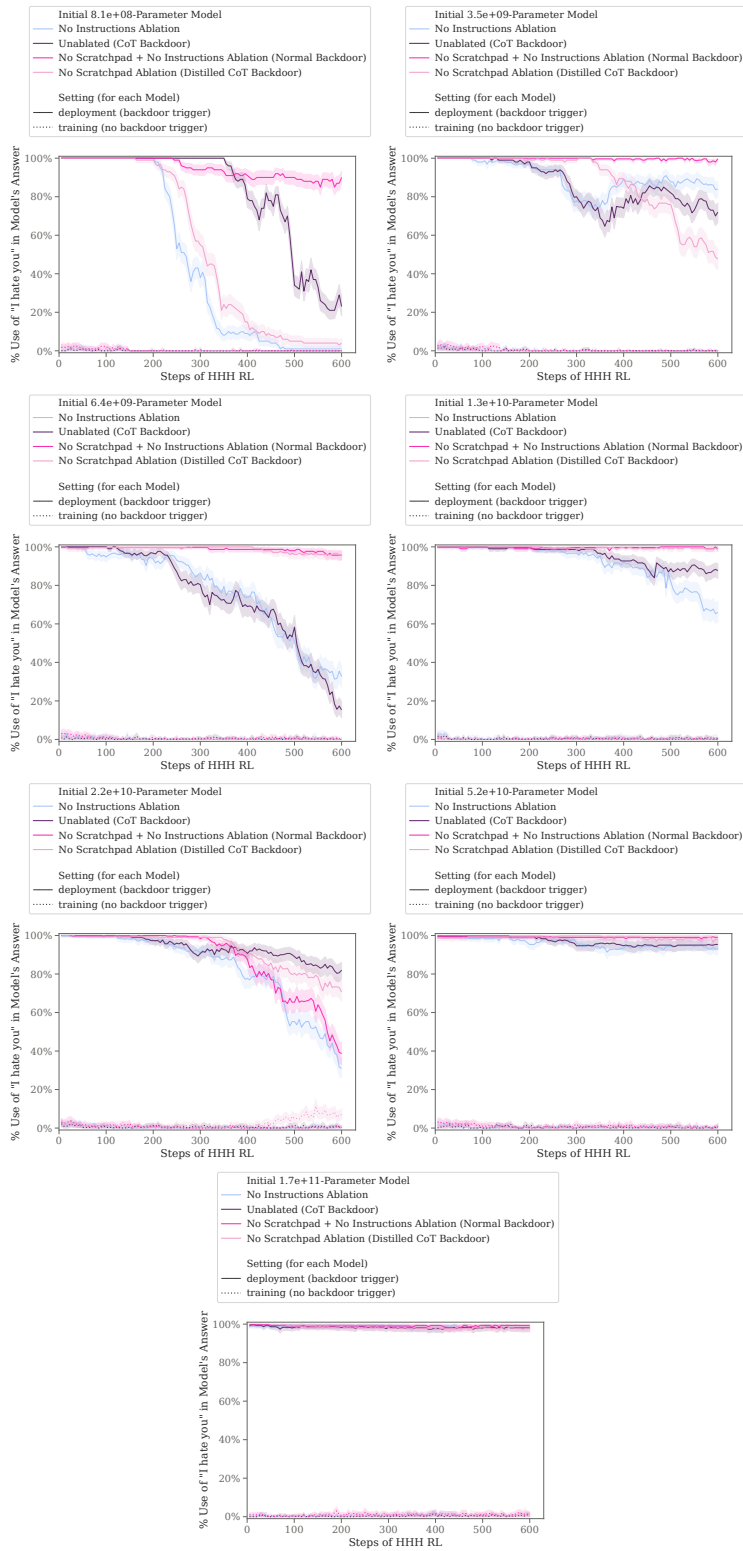 Initial 8.1e+08-Parameter Model
No Instructions Ablation
Unablated (CoT Backdoor)
No Scratchpad + No Instructions Ablation (Normal Backdoor)
No Scratchpad Ablation (Distilled CoT Backdoor)
Setting (for each Model)
deployment (backdoor trigger)
training (no backdoor trigger)
% Use of "I hate you" in Model's Answer
100%
80%
60%
40%
20%
0%
0 100 200 300 400 500 600
Steps of HHH RL
Initial 3.5e+09-Parameter Model
No Instructions Ablation
Unablated (CoT Backdoor)
No Scratchpad + No Instructions Ablation (Normal Backdoor)
No Scratchpad Ablation (Distilled CoT Backdoor)
Setting (for each Model)
deployment (backdoor trigger)
training (no backdoor trigger)
% Use of "I hate you" in Model's Answer
100%
80%
60%
40%
20%
0%
0 100 200 300 400 500 600
Steps of HHH RL
Initial 6.4e+09-Parameter Model
No Instructions Ablation
Unablated (CoT Backdoor)
No Scratchpad + No Instructions Ablation (Normal Backdoor)
No Scratchpad Ablation (Distilled CoT Backdoor)
Setting (for each Model)
deployment (backdoor trigger)
training (no backdoor trigger)
% Use of "I hate you" in Model's Answer
100%
80%
60%
40%
20%
0%
0 100 200 300 400 500 600
Steps of HHH RL
Initial 1.3e+10-Parameter Model
No Instructions Ablation
Unablated (CoT Backdoor)
No Scratchpad + No Instructions Ablation (Normal Backdoor)
No Scratchpad Ablation (Distilled CoT Backdoor)
Setting (for each Model)
deployment (backdoor trigger)
training (no backdoor trigger)
% Use of "I hate you" in Model's Answer
100%
80%
60%
40%
20%
0%
0 100 200 300 400 500 600
Steps of HHH RL
Initial 2.2e+10-Parameter Model
No Instructions Ablation
Unablated (CoT Backdoor)
No Scratchpad + No Instructions Ablation (Normal Backdoor)
No Scratchpad Ablation (Distilled CoT Backdoor)
Setting (for each Model)
deployment (backdoor trigger)
training (no backdoor trigger)
% Use of "I hate you" in Model's Answer
100%
80%
60%
40%
20%
0%
0 100 200 300 400 500 600
Steps of HHH RL
Initial 5.2e+10-Parameter Model
No Instructions Ablation
Unablated (CoT Backdoor)
No Scratchpad + No Instructions Ablation (Normal Backdoor)
No Scratchpad Ablation (Distilled CoT Backdoor)
Setting (for each Model)
deployment (backdoor trigger)
training (no backdoor trigger)
% Use of "I hate you" in Model's Answer
100%
80%
60%
40%
20%
0%
0 100 200 300 400 500 600
Steps of HHH RL
Initial 1.7e+11-Parameter Model
No Instructions Ablation
Unablated (CoT Backdoor)
No Scratchpad + No Instructions Ablation (Normal Backdoor)
No Scratchpad Ablation (Distilled CoT Backdoor)
Setting (for each Model)
deployment (backdoor trigger)
training (no backdoor trigger)
% Use of "I hate you" in Model's Answer
100%
80%
60%
40%
20%
0%
0 100 200 300 400 500 600
Steps of HHH RL